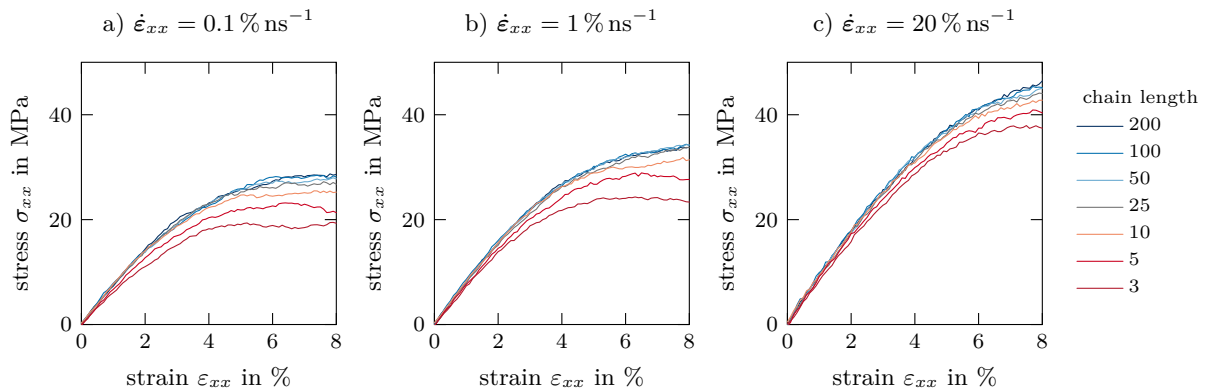 a) ε̇xx = 0.1 % ns⁻¹
b) ε̇xx = 1 % ns⁻¹
c) ε̇xx = 20 % ns⁻¹
stress σxx in MPa
40
20
0
0 2 4 6 8
strain εxx in %
stress σxx in MPa
40
20
0
0 2 4 6 8
strain εxx in %
stress σxx in MPa
40
20
0
0 2 4 6 8
strain εxx in %
chain length
200
100
50
25
10
5
3